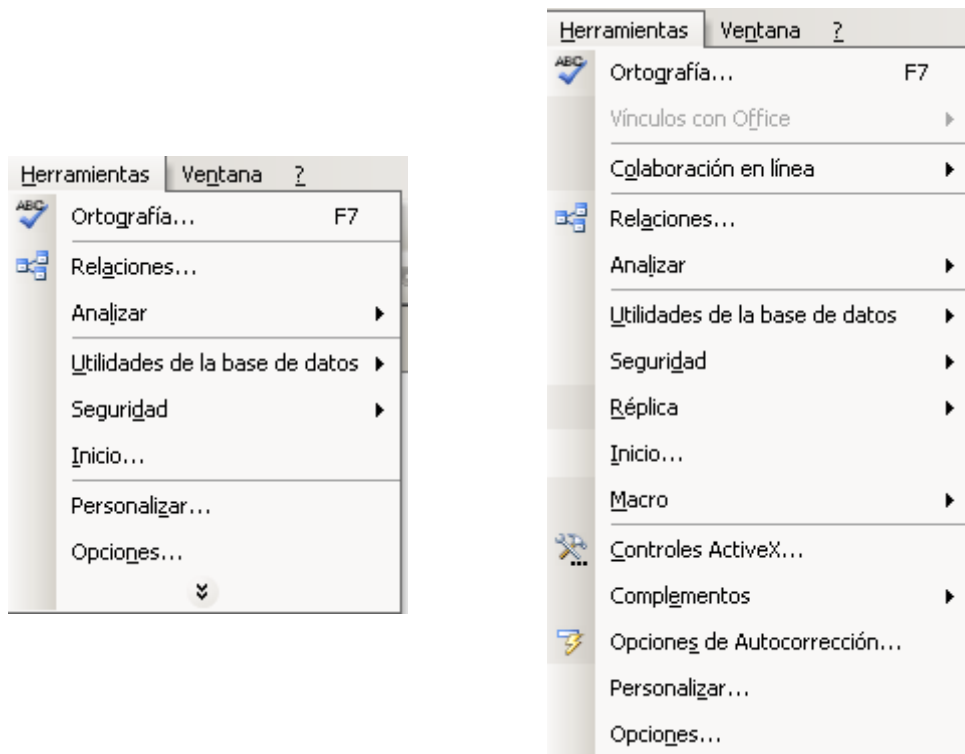 Herramientas Ventana ?
ABC Ortografía... F7
Relaciones...
Analizar
Utilidades de la base de datos
Seguridad
Inicio...
Personalizar...
Opciones...
Herramientas Ventana ?
ABC Ortografía... F7
Vínculos con Office
Colaboración en línea
Relaciones...
Analizar
Utilidades de la base de datos
Seguridad
Réplica
Inicio...
Macro
Controles ActiveX...
Complementos
Opciones de Autocorrección...
Personalizar...
Opciones...